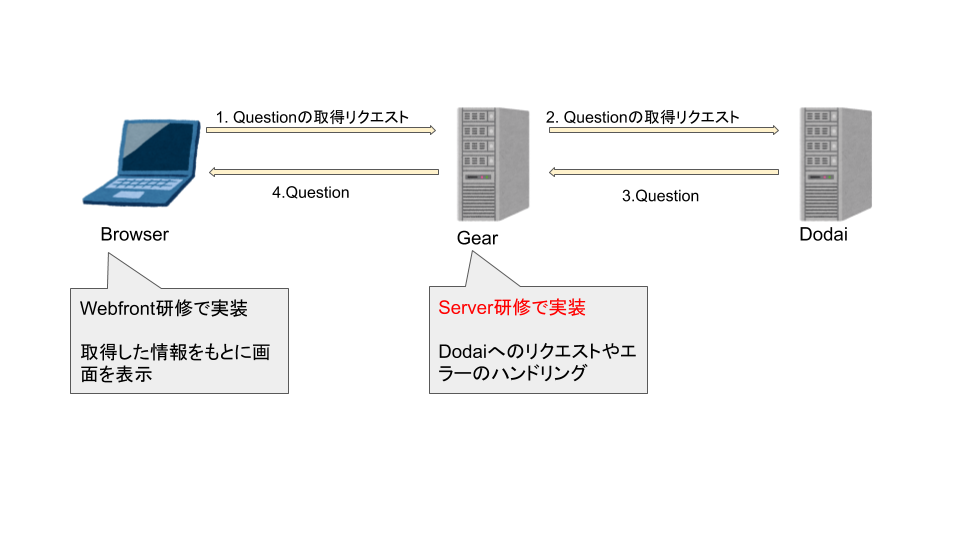 1. Questionの取得リクエスト
2. Questionの取得リクエスト
4.Question
3.Question
Browser
Gear
Dodai
Webfront研修で実装
取得した情報をもとに画
面を表示
Server研修で実装
Dodaiへのリクエストやエ
ラーのハンドリング